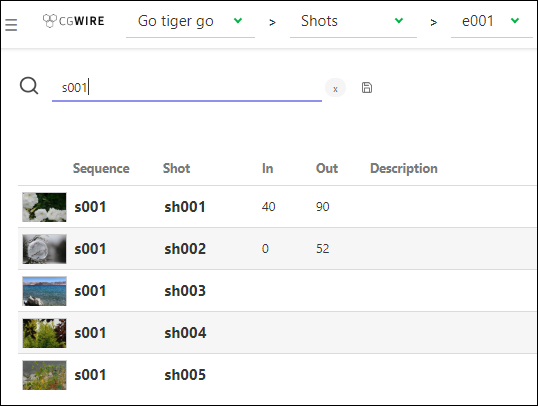 CGWIRE Go tiger go > Shots > e001
s001 x
Sequence Shot In Out Description
s001 sh001 40 90
s001 sh002 0 52
s001 sh003
s001 sh004
s001 sh005